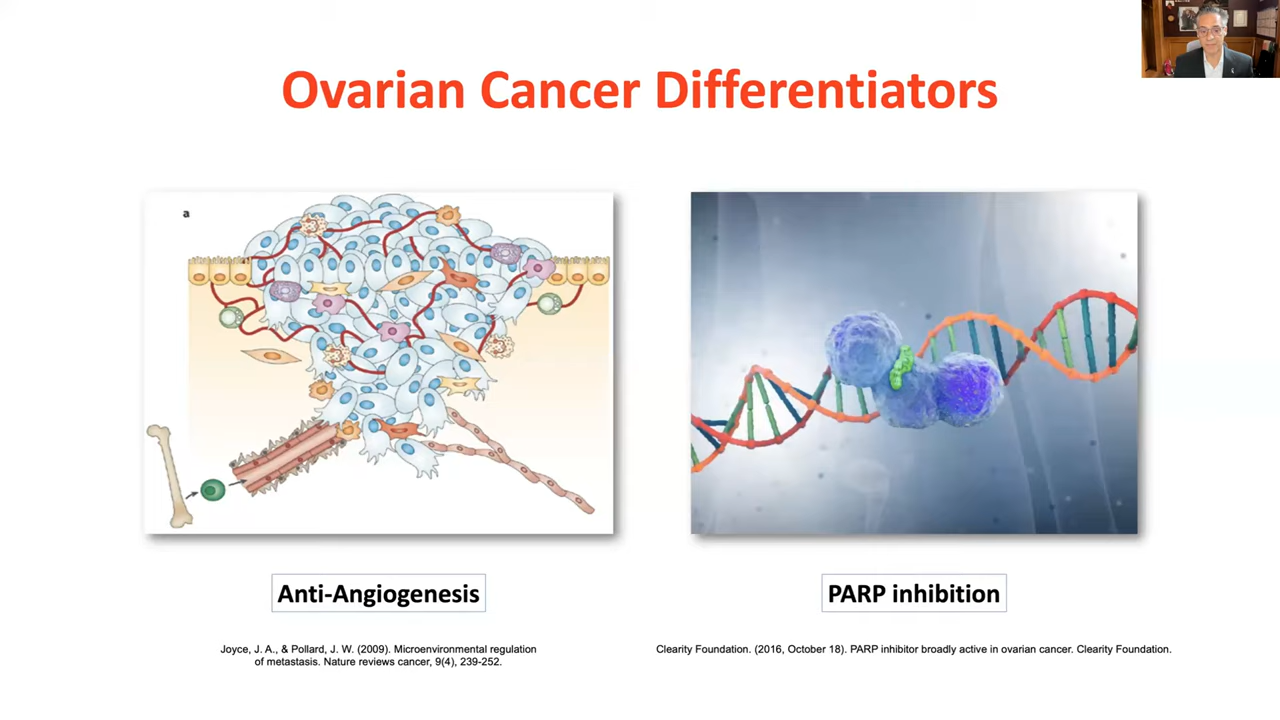 Ovarian Cancer Differentiators
a
Anti-Angiogenesis
PARP inhibition
Joyce, J. A., & Pollard, J. W. (2009). Microenvironmental regulation
of metastasis. Nature reviews cancer, 9(4), 239-252.
Clearity Foundation. (2016, October 18). PARP inhibitor broadly active in ovarian cancer. Clearity Foundation.